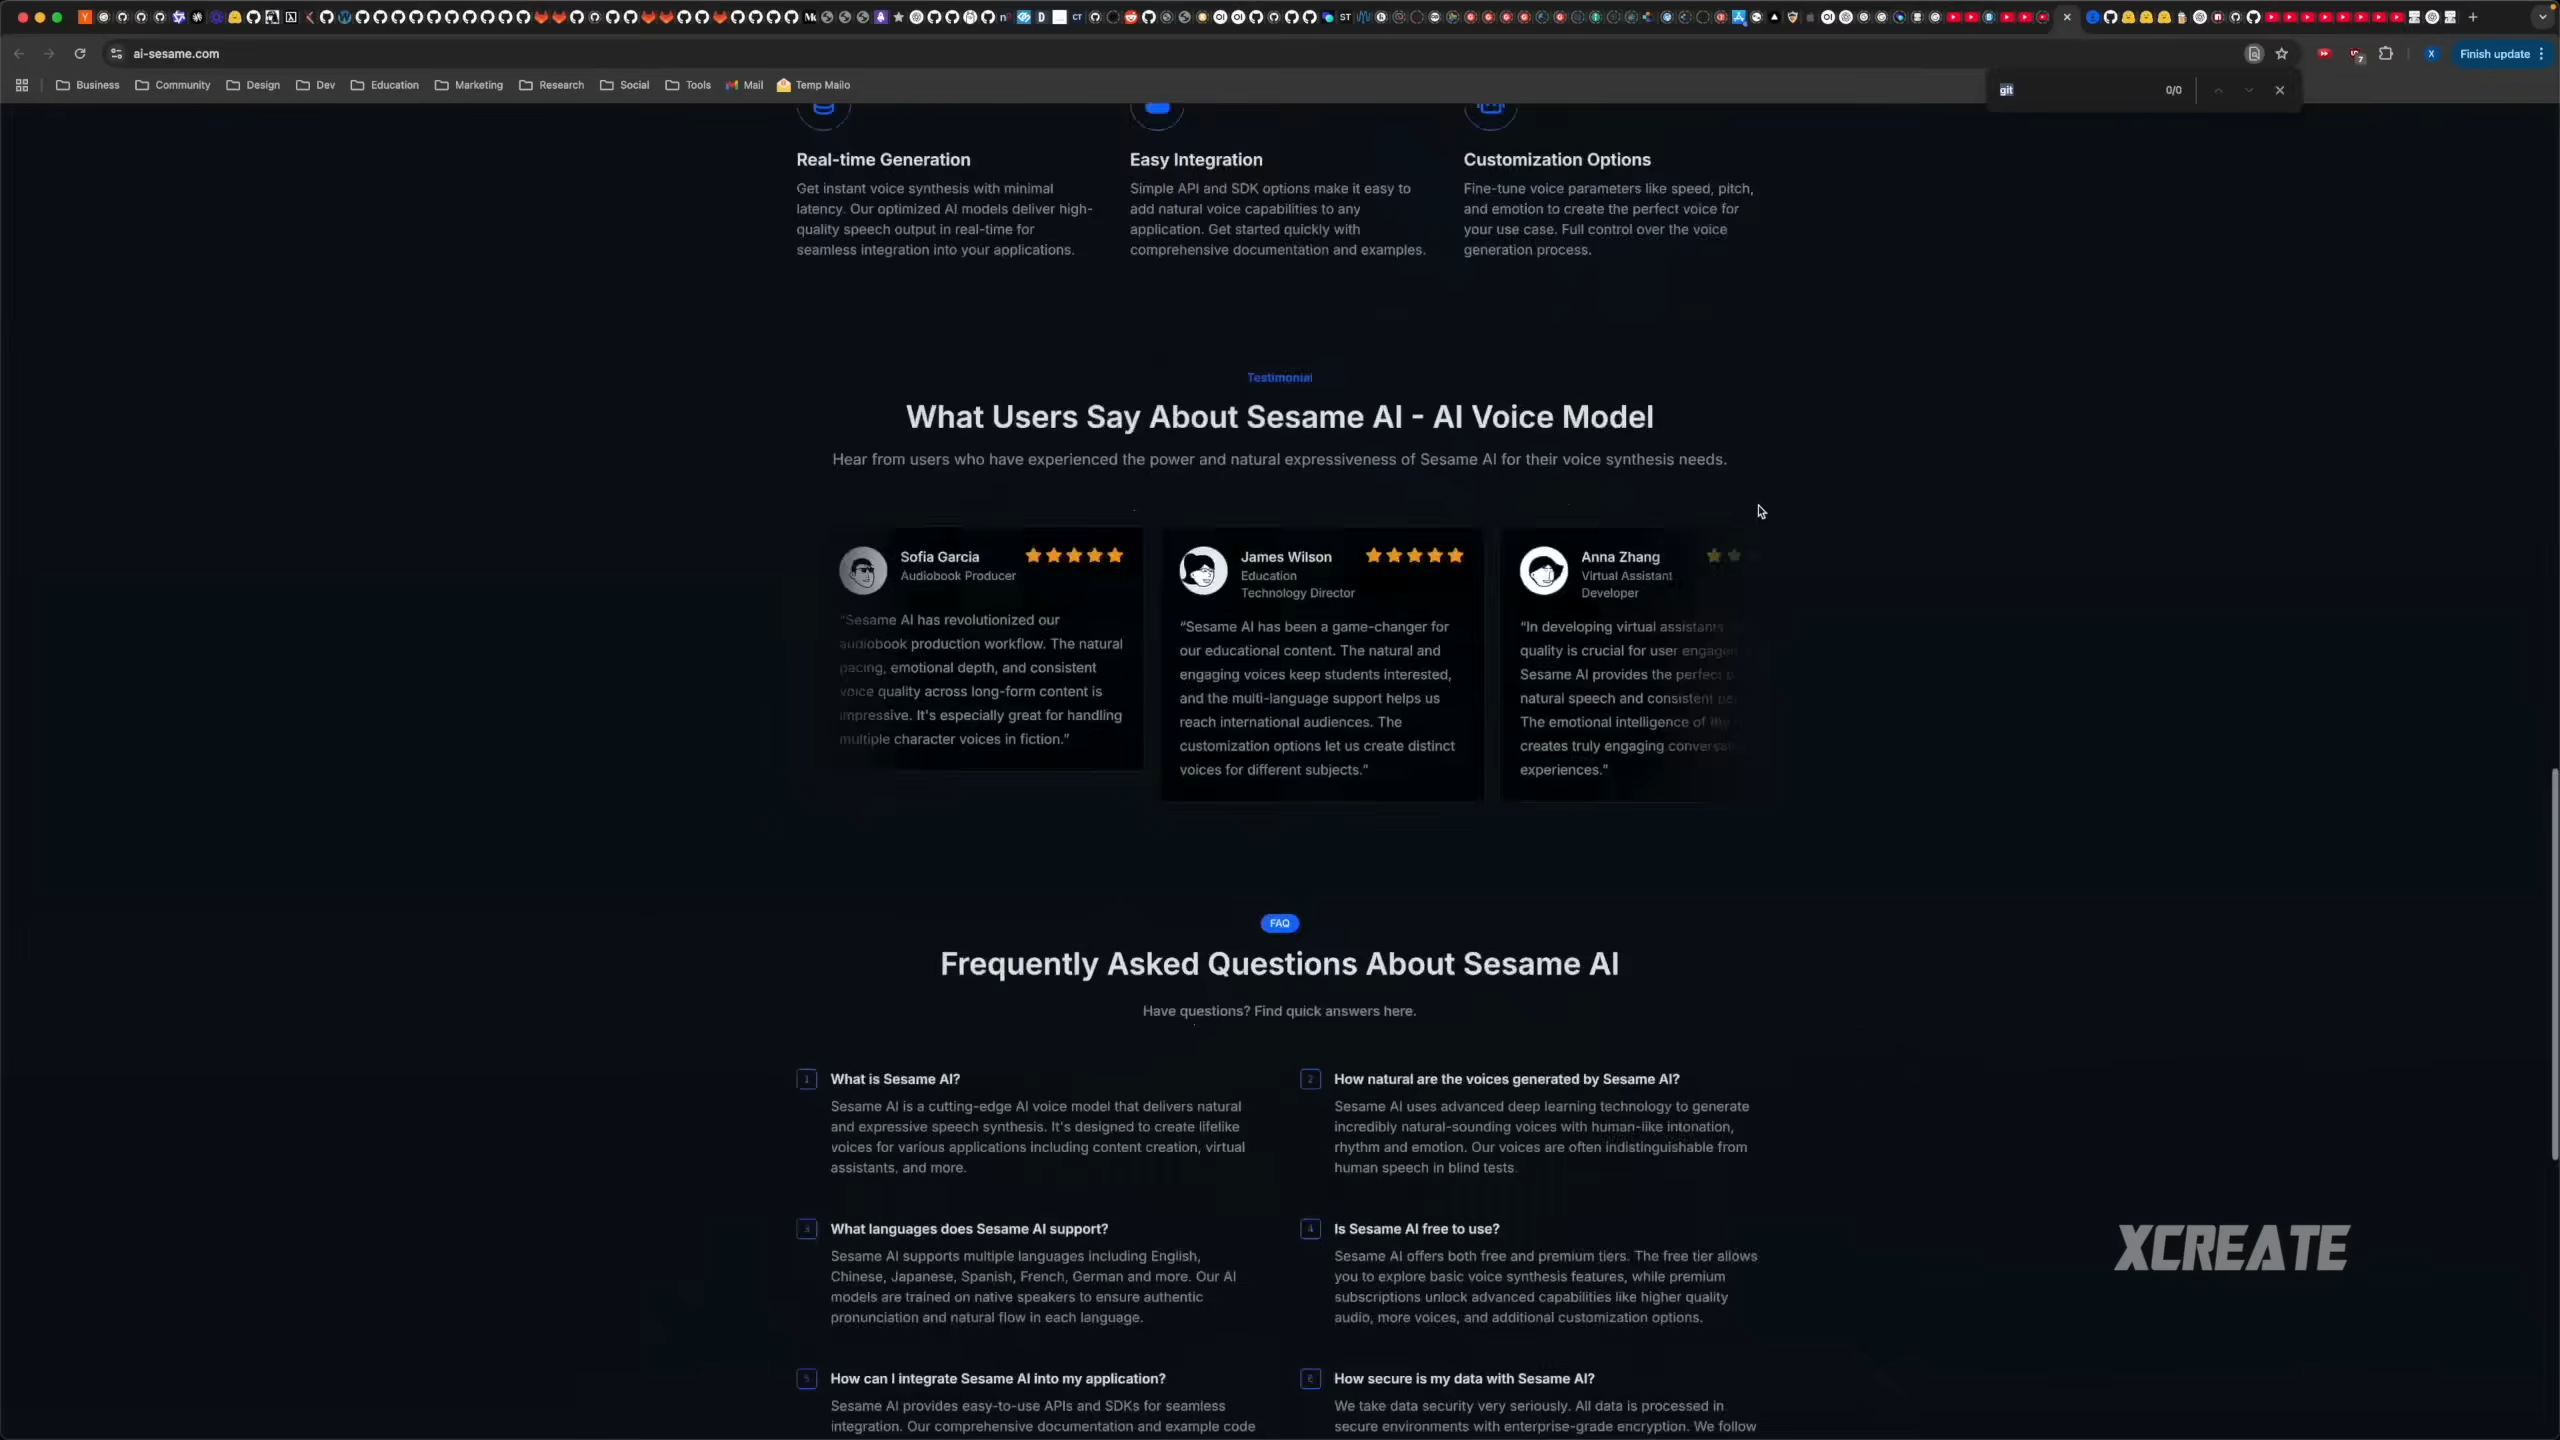 ai-sesame.com
Finish update
Business
Community
Design
Dev
Education
Marketing
Research
Social
Tools
Mail
Temp Mailo
git
0/0
Real-time Generation
Get instant voice synthesis with minimal
latency. Our optimized AI models deliver high-
quality speech output in real-time for
seamless integration into your applications.
Easy Integration
Simple API and SDK options make it easy to
add natural voice capabilities to any
application. Get started quickly with
comprehensive documentation and examples.
Customization Options
Fine-tune voice parameters like speed, pitch,
and emotion to create the perfect voice for
your use case. Full control over the voice
generation process.
Testimonial
What Users Say About Sesame AI - AI Voice Model
Hear from users who have experienced the power and natural expressiveness of Sesame AI for their voice synthesis needs.
Sofia Garcia
Audiobook Producer
“Sesame AI has revolutionized our
audiobook production workflow. The natural
pacing, emotional depth, and consistent
voice quality across long-form content is
impressive. It's especially great for handling
multiple character voices in fiction.”
James Wilson
Education
Technology Director
“Sesame AI has been a game-changer for
our educational content. The natural and
engaging voices keep students interested,
and the multi-language support helps us
reach international audiences. The
customization options let us create distinct
voices for different subjects.”
Anna Zhang
Virtual Assistant
Developer
“In developing virtual assistants
quality is crucial for user
Sesame AI provides the perfect
natural speech and consistent
The emotional intelligence of
creates truly engaging
experiences.”
FAQ
Frequently Asked Questions About Sesame AI
Have questions? Find quick answers here.
1 What is Sesame AI?
Sesame AI is a cutting-edge AI voice model that delivers natural
and expressive speech synthesis. It's designed to create lifelike
voices for various applications including content creation, virtual
assistants, and more.
2 How natural are the voices generated by Sesame AI?
Sesame AI uses advanced deep learning technology to generate
incredibly natural-sounding voices with human-like intonation,
rhythm and emotion. Our voices are often indistinguishable from
human speech in blind tests.
3 What languages does Sesame AI support?
Sesame AI supports multiple languages including English,
Chinese, Japanese, Spanish, French, German and more. Our AI
models are trained on native speakers to ensure authentic
pronunciation and natural flow in each language.
4 Is Sesame AI free to use?
Sesame AI offers both free and premium tiers. The free tier allows
you to explore basic voice synthesis features, while premium
subscriptions unlock advanced capabilities like higher quality
audio, more voices, and additional customization options.
5 How can I integrate Sesame AI into my application?
Sesame AI provides easy-to-use APIs and SDKs for seamless
integration. Our comprehensive documentation and example code
6 How secure is my data with Sesame AI?
We take data security very seriously. All data is processed in
secure environments with enterprise-grade encryption. We follow
XCREATE